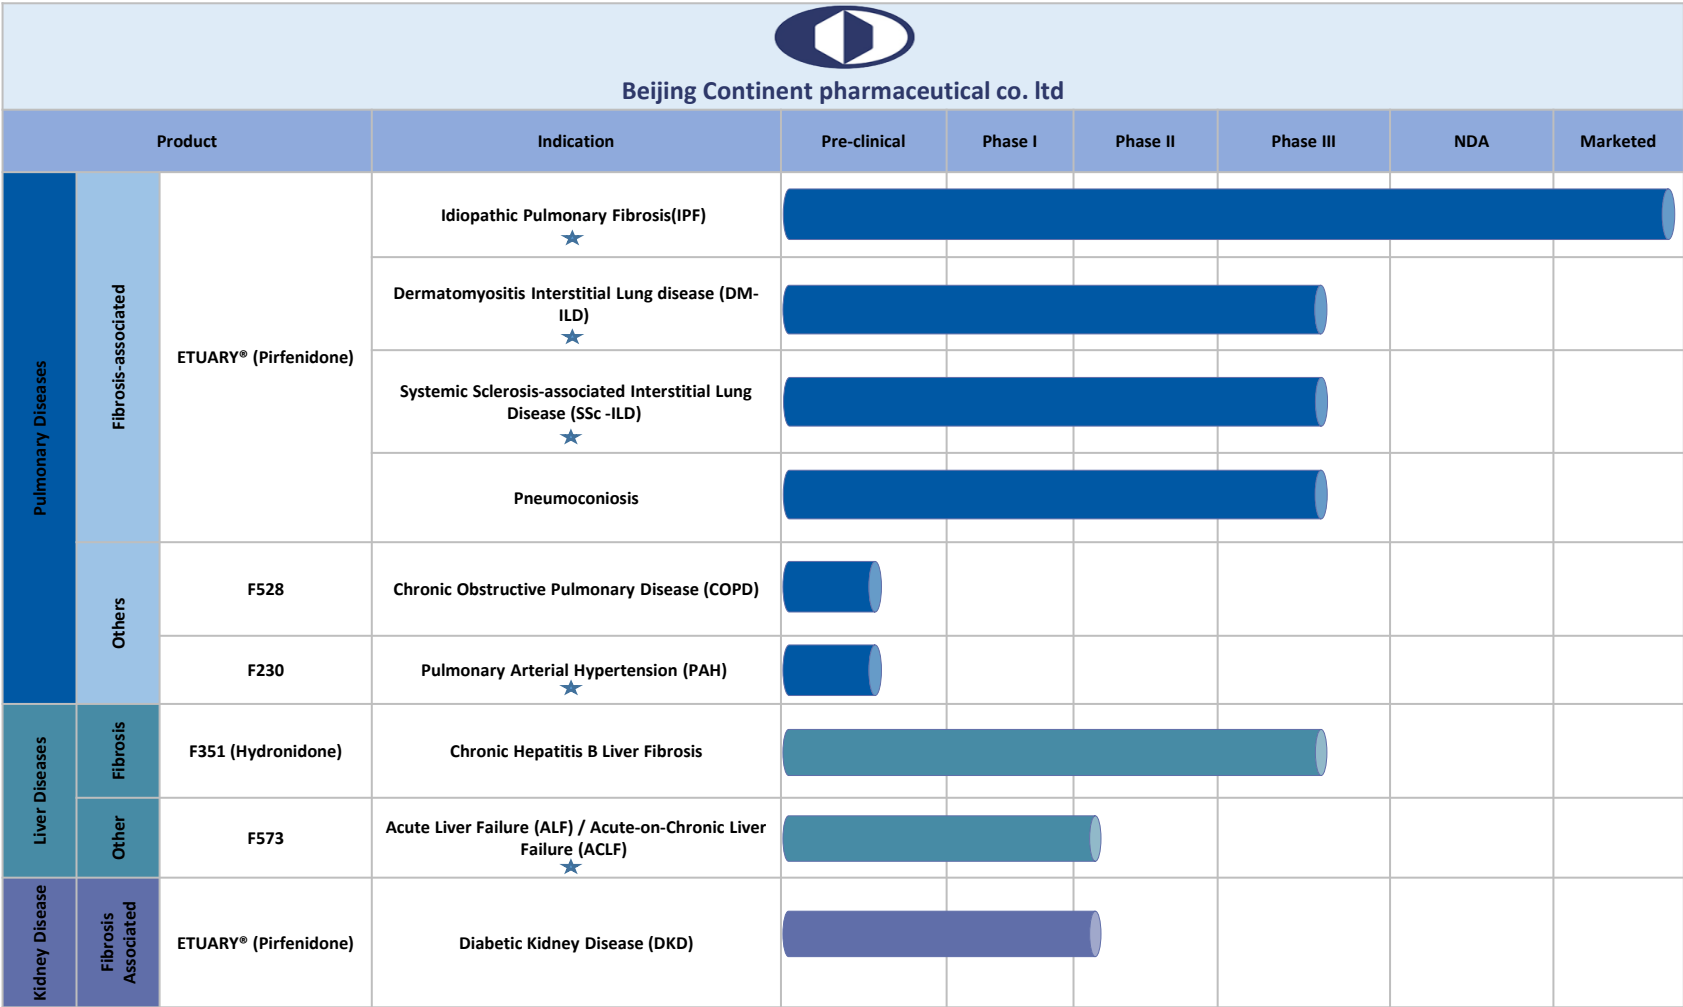 Beijing Continent pharmaceutical co. ltd
Product
Indication
Pre-clinical
Phase I
Phase II
Phase III
NDA
Marketed
Pulmonary Diseases
Fibrosis-associated
ETUARY® (Pirfenidone)
Idiopathic Pulmonary Fibrosis(IPF)
Dermatomyositis Interstitial Lung disease (DM-
ILD)
Systemic Sclerosis-associated Interstitial Lung
Disease (SSc -ILD)
Pneumoconiosis
Others
F528
Chronic Obstructive Pulmonary Disease (COPD)
F230
Pulmonary Arterial Hypertension (PAH)
Liver Diseases
Fibrosis
F351 (Hydronidone)
Chronic Hepatitis B Liver Fibrosis
Other
F573
Acute Liver Failure (ALF) / Acute-on-Chronic Liver
Failure (ACLF)
Kidney Disease
Fibrosis
Associated
ETUARY® (Pirfenidone)
Diabetic Kidney Disease (DKD)